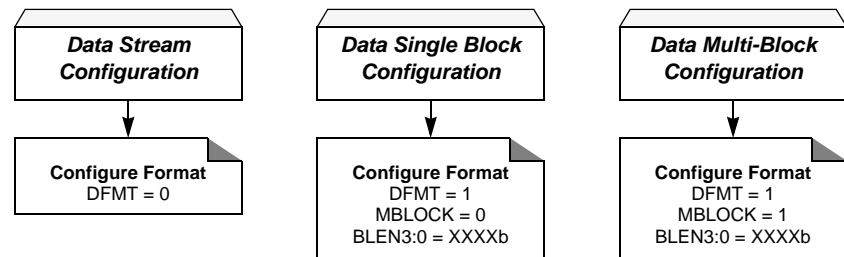 Data Stream
Configuration
Configure Format
DFMT = 0
Data Single Block
Configuration
Configure Format
DFMT = 1
MBLOCK = 0
BLEN3:0 = XXXXb
Data Multi-Block
Configuration
Configure Format
DFMT = 1
MBLOCK = 1
BLEN3:0 = XXXXb